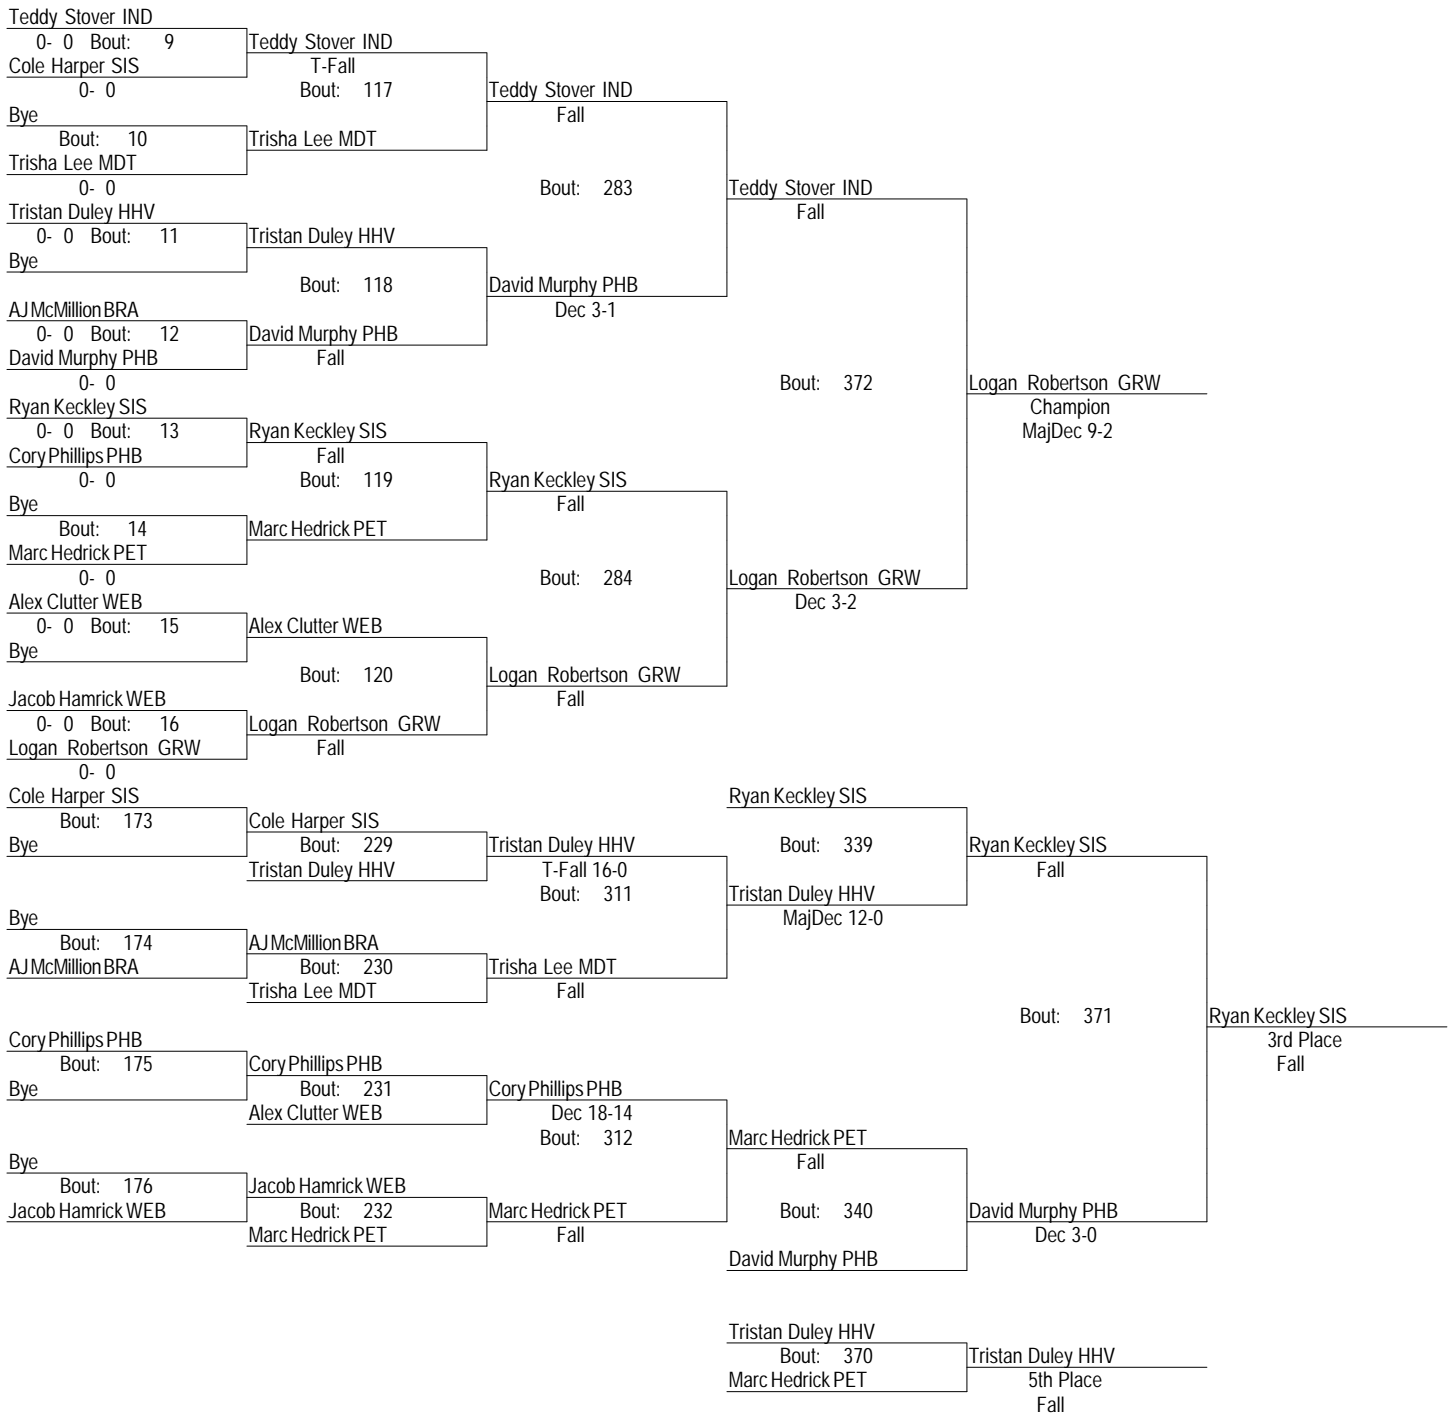 Teddy Stover IND
0- 0 Bout: 9 Teddy Stover IND
Cole Harper SIS T-Fall
0- 0 Bout: 117 Teddy Stover IND
Bye Fall
Bout: 10 Trisha Lee MDT
Trisha Lee MDT
0- 0 Bout: 283 Teddy Stover IND
Tristan Duley HHV Fall
0- 0 Bout: 11 Tristan Duley HHV
Bye
Bout: 118 David Murphy PHB
AJ McMillion BRA Dec 3-1
0- 0 Bout: 12 David Murphy PHB
David Murphy PHB Fall
0- 0 Bout: 372 Logan Robertson GRW
Ryan Keckley SIS Champion
0- 0 Bout: 13 Ryan Keckley SIS MajDec 9-2
Cory Phillips PHB Fall
0- 0 Bout: 119 Ryan Keckley SIS
Bye Fall
Bout: 14 Marc Hedrick PET
Marc Hedrick PET
0- 0 Bout: 284 Logan Robertson GRW
Alex Clutter WEB Dec 3-2
0- 0 Bout: 15 Alex Clutter WEB
Bye
Bout: 120 Logan Robertson GRW
Jacob Hamrick WEB Fall
0- 0 Bout: 16 Logan Robertson GRW
Logan Robertson GRW Fall
0- 0
Cole Harper SIS Ryan Keckley SIS
Bout: 173 Cole Harper SIS
Bye Bout: 229 Tristan Duley HHV Bout: 339 Ryan Keckley SIS
Tristan Duley HHV T-Fall 16-0 Fall
Bout: 311 Tristan Duley HHV
Bye MajDec 12-0
Bout: 174 AJ McMillion BRA
AJ McMillion BRA Bout: 230 Trisha Lee MDT
Trisha Lee MDT Fall
Bout: 371 Ryan Keckley SIS
Cory Phillips PHB 3rd Place
Bout: 175 Cory Phillips PHB Fall
Bye Bout: 231 Cory Phillips PHB
Alex Clutter WEB Dec 18-14
Bout: 312 Marc Hedrick PET
Bye Fall
Bout: 176 Jacob Hamrick WEB
Jacob Hamrick WEB Bout: 232 Marc Hedrick PET Bout: 340 David Murphy PHB
Marc Hedrick PET Fall Dec 3-0
David Murphy PHB
Tristan Duley HHV
Bout: 370 Tristan Duley HHV
Marc Hedrick PET 5th Place
Fall